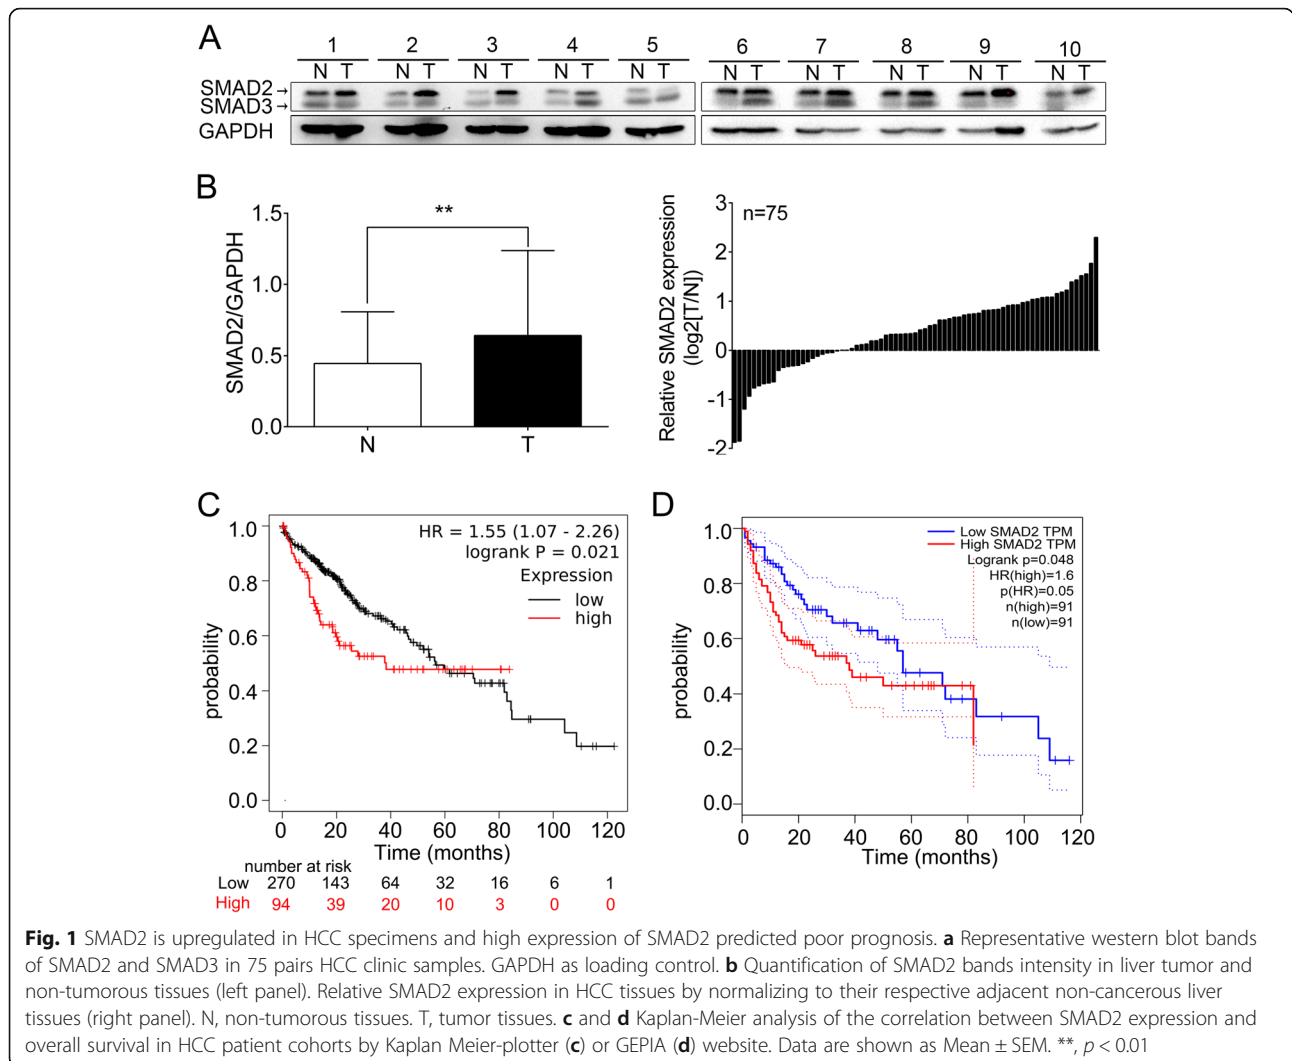 A
1 2 3 4 5 6 7 8 9 10
N T N T N T N T N T N T N T N T N T N T
SMAD2→
SMAD3→
GAPDH
B
SMAD2/GAPDH
1.5
1.0
0.5
0.0
**
N T
Relative SMAD2 expression
(log2[T/N])
3
2
1
0
-1
-2
n=75
C
probability
1.0
0.8
0.6
0.4
0.2
0.0
HR = 1.55 (1.07 - 2.26)
logrank P = 0.021
Expression
low
high
0 20 40 60 80 100 120
Time (months)
number at risk
Low 270 143 64 32 16 6 1
High 94 39 20 10 3 0 0
D
probability
1.0
0.8
0.6
0.4
0.2
0.0
Low SMAD2 TPM
High SMAD2 TPM
Logrank p=0.048
HR(high)=1.6
p(HR)=0.05
n(high)=91
n(low)=91
0 20 40 60 80 100 120
Time (months)
Fig. 1 SMAD2 is upregulated in HCC specimens and high expression of SMAD2 predicted poor prognosis. a Representative western blot bands
of SMAD2 and SMAD3 in 75 pairs HCC clinic samples. GAPDH as loading control. b Quantification of SMAD2 bands intensity in liver tumor and
non-tumorous tissues (left panel). Relative SMAD2 expression in HCC tissues by normalizing to their respective adjacent non-cancerous liver
tissues (right panel). N, non-tumorous tissues. T, tumor tissues. c and d Kaplan-Meier analysis of the correlation between SMAD2 expression and
overall survival in HCC patient cohorts by Kaplan Meier-plotter (c) or GEPIA (d) website. Data are shown as Mean ± SEM. **, p < 0.01